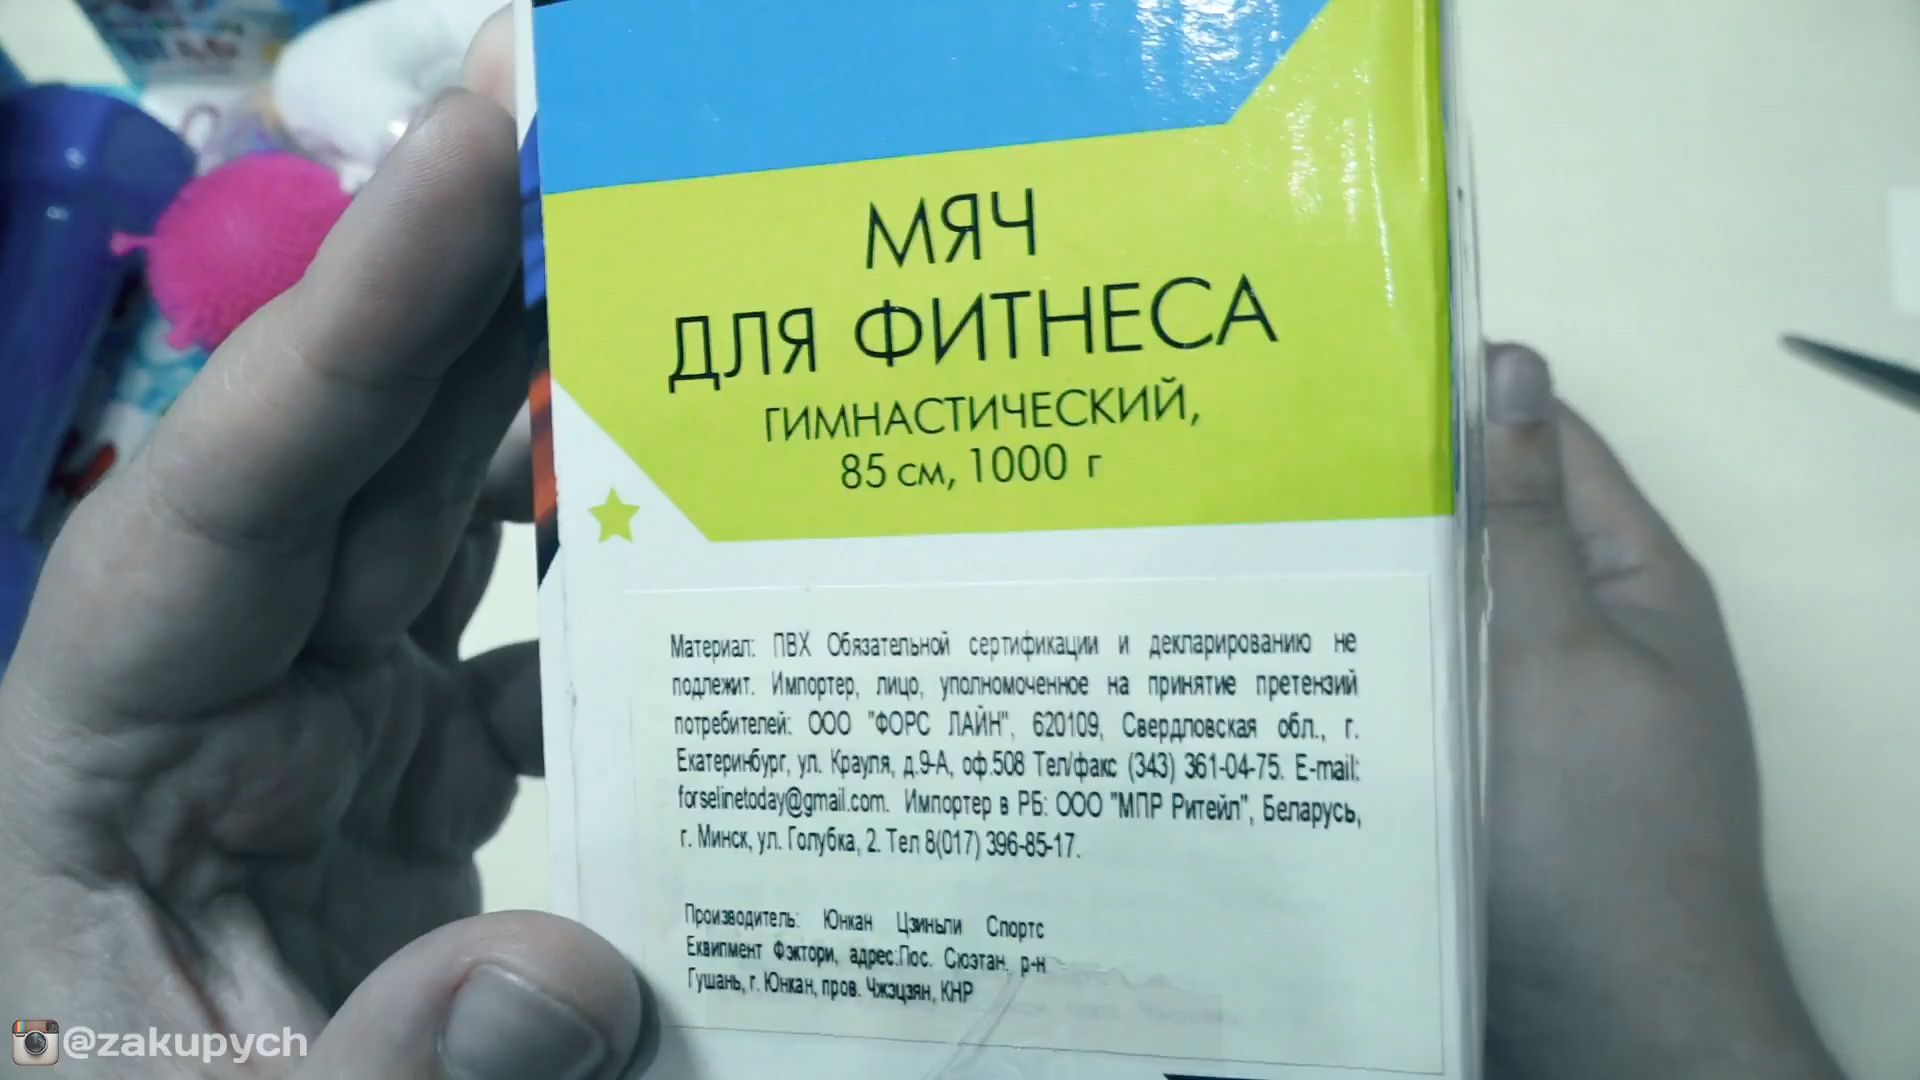 МЯЧ
ДЛЯ ФИТНЕСА
ГИМНАСТИЧЕСКИЙ,
85 см, 1000 г
Материал: ПВХ Обязательной сертификации и декларированию не
подлежит. Импортер, лицо, уполномоченное на принятие претензий
потребителей: ООО "ФОРС ЛАЙН", 620109, Свердловская обл., г.
Екатеринбург, ул. Крауля, д.9-А, оф.508 Тел/факс (343) 361-04-75. E-mail:
forselinetoday@gmail.com. Импортер в РБ: ООО "МПР Ритейл", Беларусь,
г. Минск, ул. Голубка, 2. Тел 8(017) 396-85-17.
Производитель: Юнкан Цзиньли Спортс
Еквипмент Фэктори, адрес:Пос. Сюэтан, р-н
Гушань, г. Юнкан, пров. Чжэцзян, КНР
@zakupych